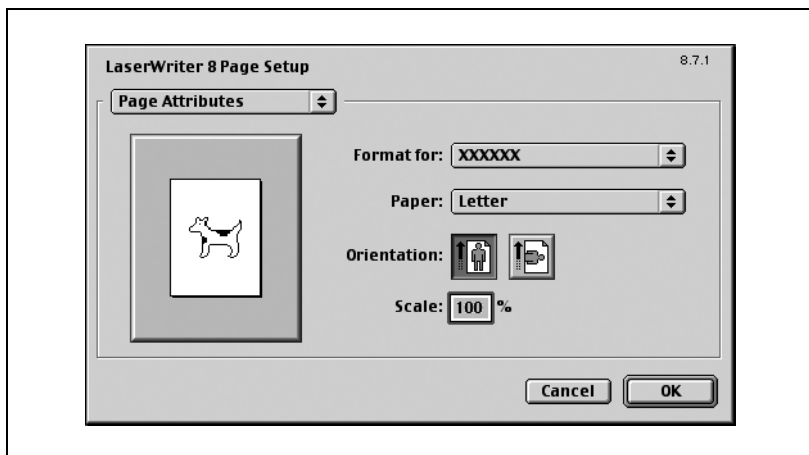 LaserWriter 8 Page Setup 8.7.1
Page Attributes
Format for: XXXXXX
Paper: Letter
Orientation:
Scale: 100 %
Cancel OK